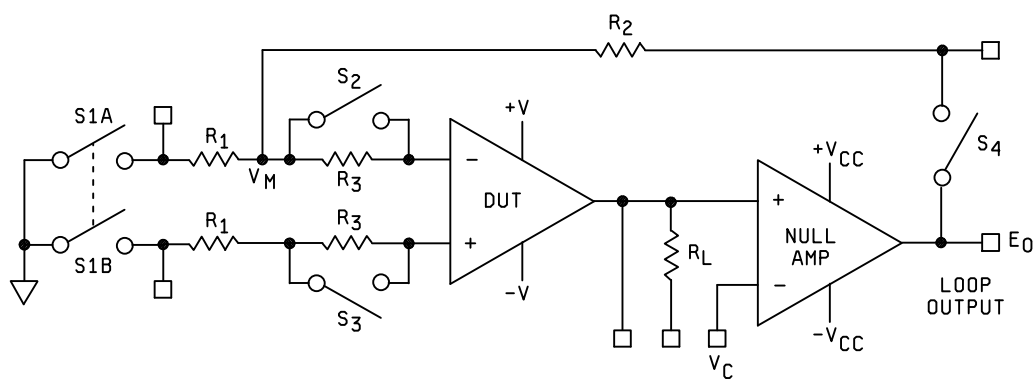 R2
S2
S1A
+V
R1
R3
S4
+VCC
VM
DUT
R1
R3
NULL
AMP
E0
S1B
RL
-V
LOOP
OUTPUT
S3
-VCC
VC